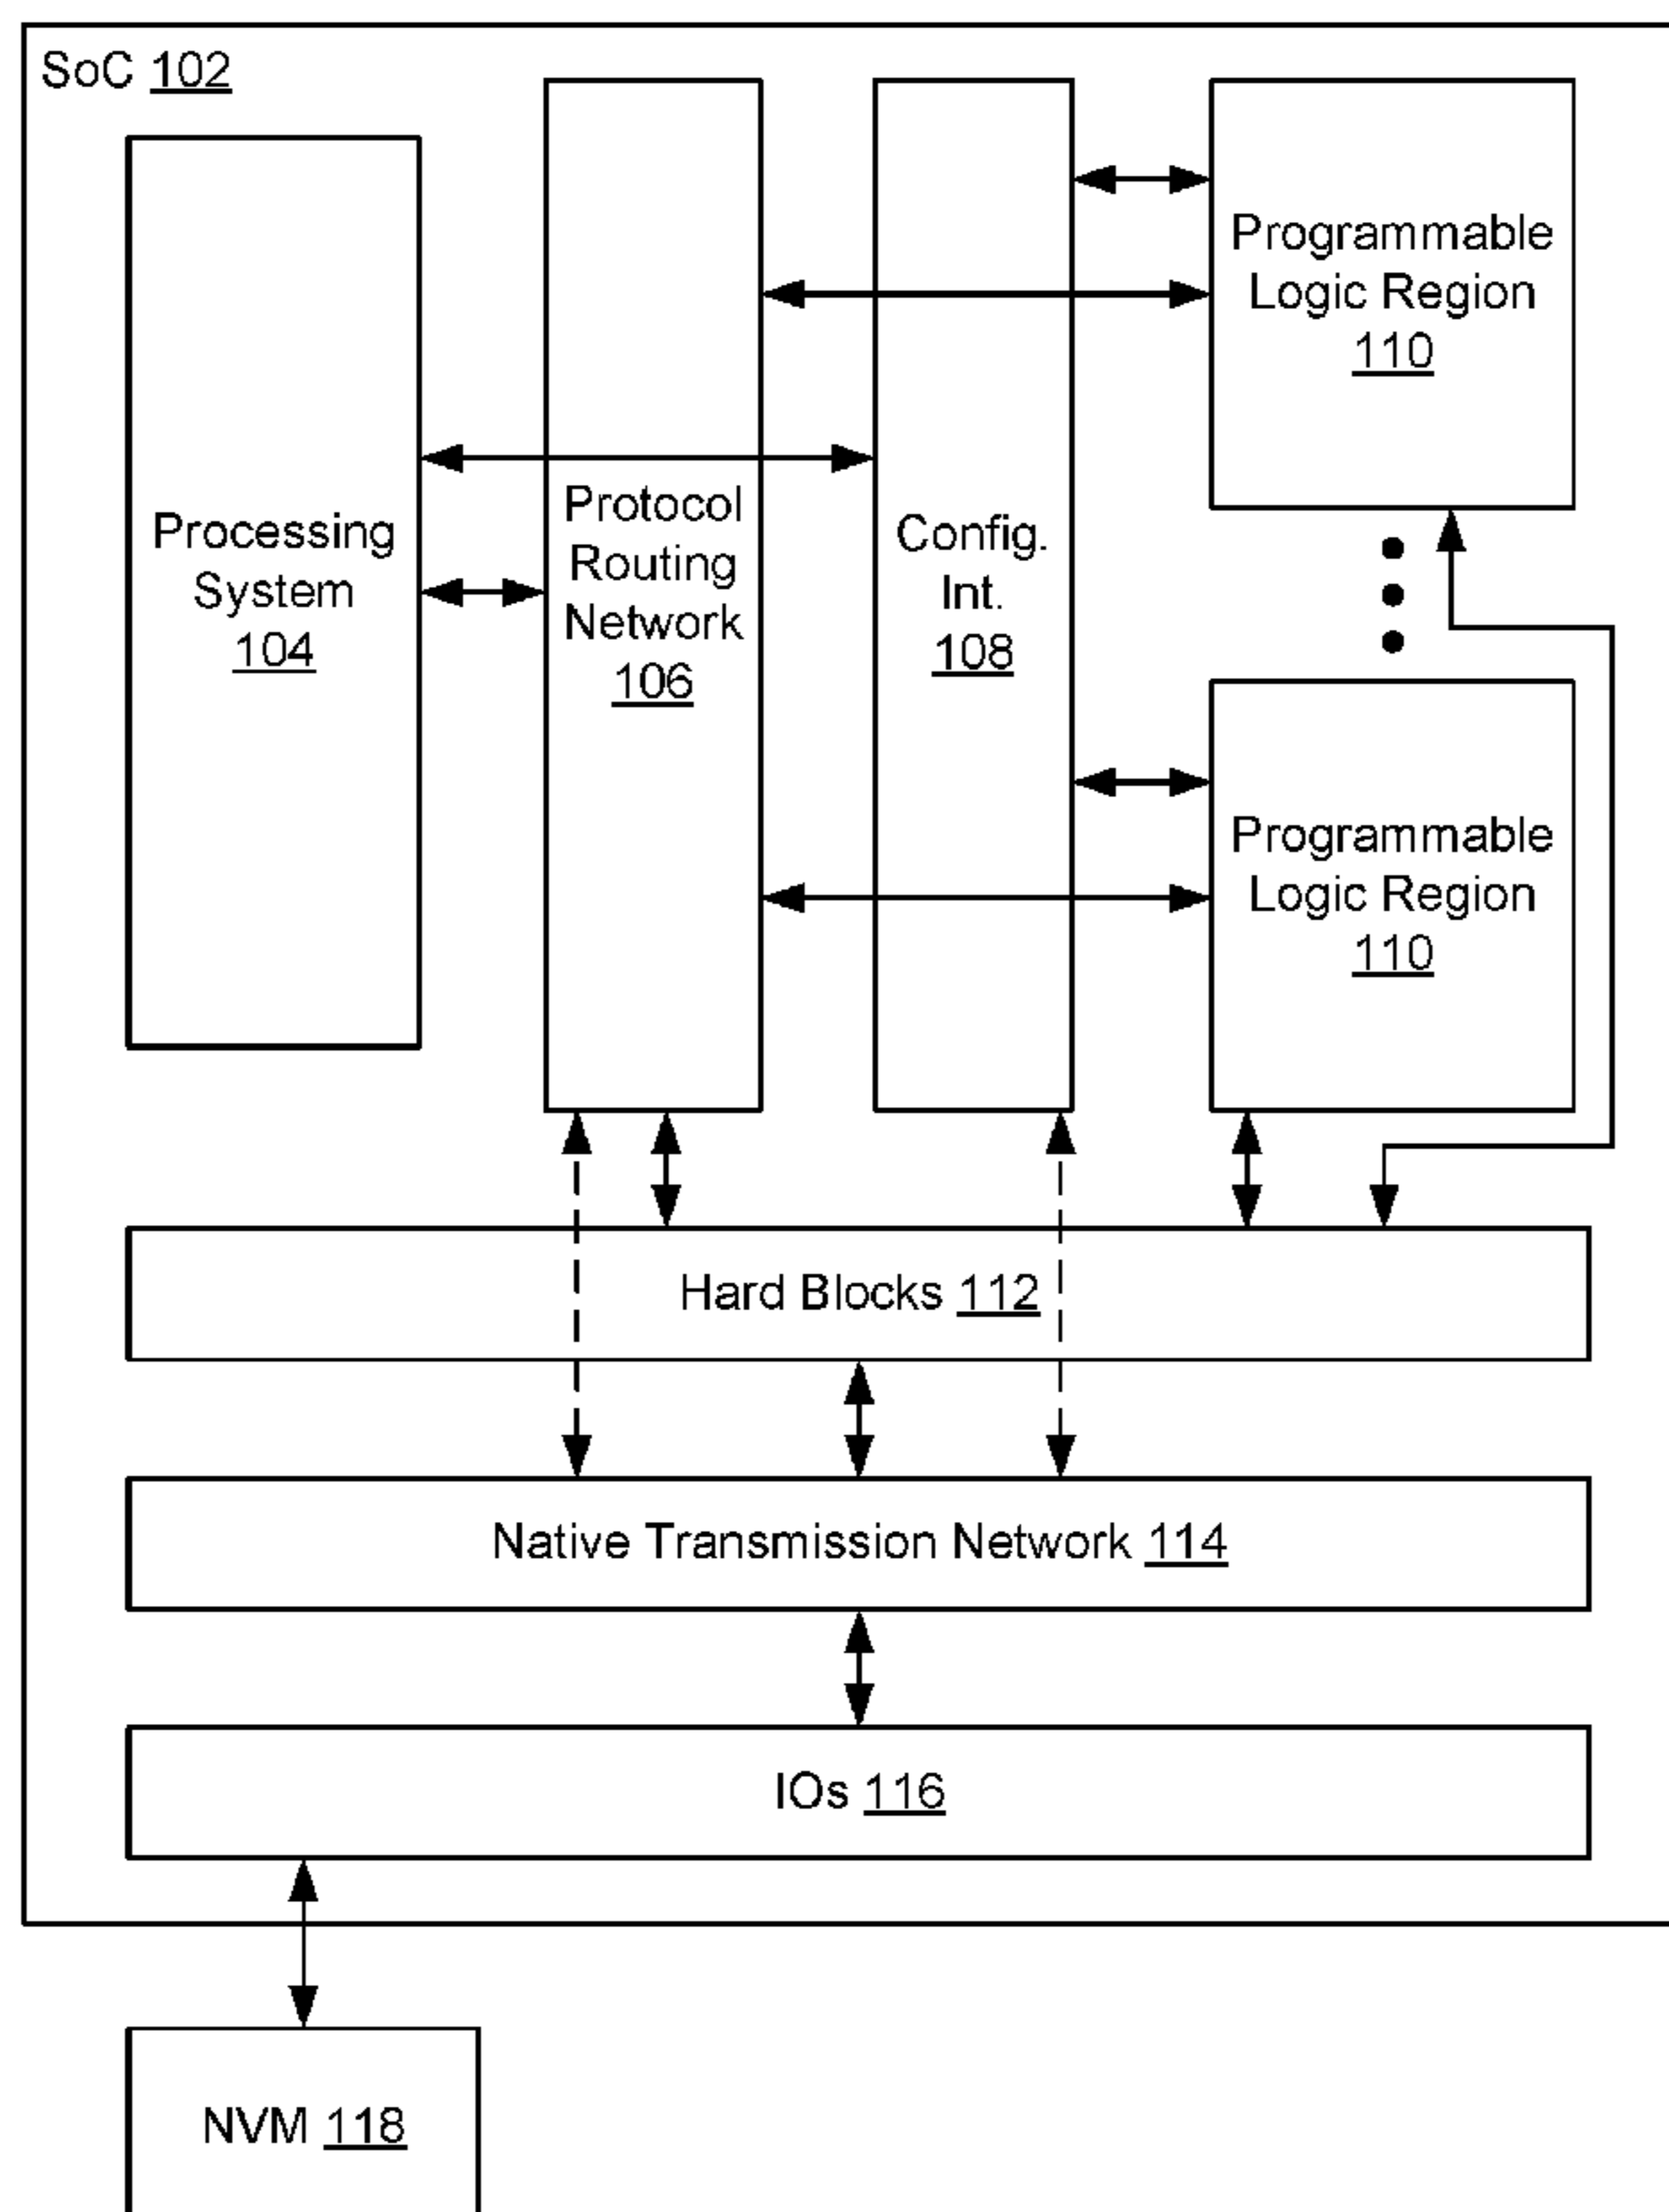 SoC 102
Processing
System
104
Protocol
Routing
Network
106
Config.
Int.
108
Programmable
Logic Region
110
Programmable
Logic Region
110
Hard Blocks 112
Native Transmission Network 114
IOs 116
NVM 118